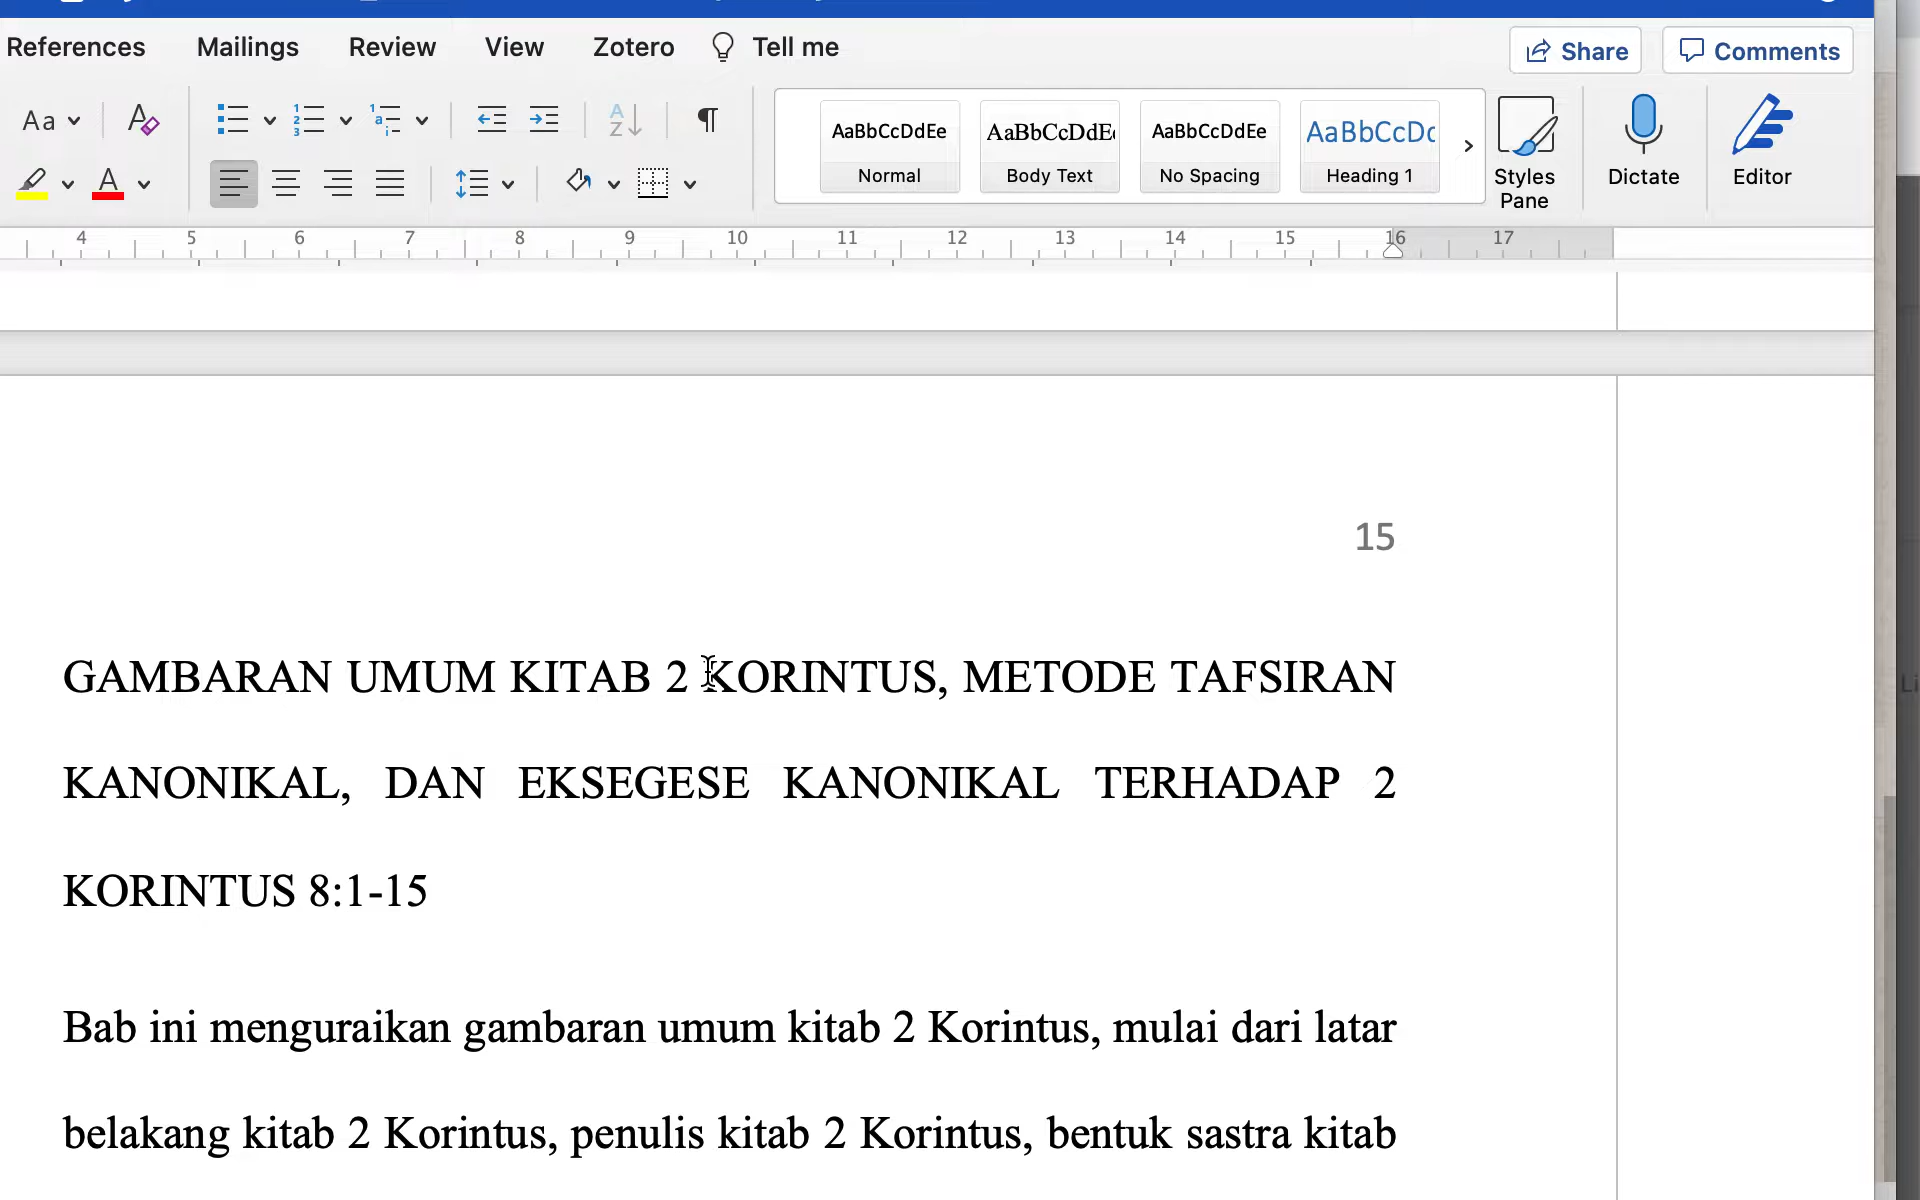 References Mailings Review View Zotero Tell me Share Comments
Aa
AaBbCcDdEe AaBbCcDdE AaBbCcDdEe AaBbCcDc
Normal Body Text No Spacing Heading 1
Styles Pane
Dictate
Editor
4 5 6 7 8 9 10 11 12 13 14 15 16 17
15
GAMBARAN UMUM KITAB 2 KORINTUS, METODE TAFSIRAN
KANONIKAL, DAN EKSEGESE KANONIKAL TERHADAP 2
KORINTUS 8:1-15
Bab ini menguraikan gambaran umum kitab 2 Korintus, mulai dari latar
belakang kitab 2 Korintus, penulis kitab 2 Korintus, bentuk sastra kitab